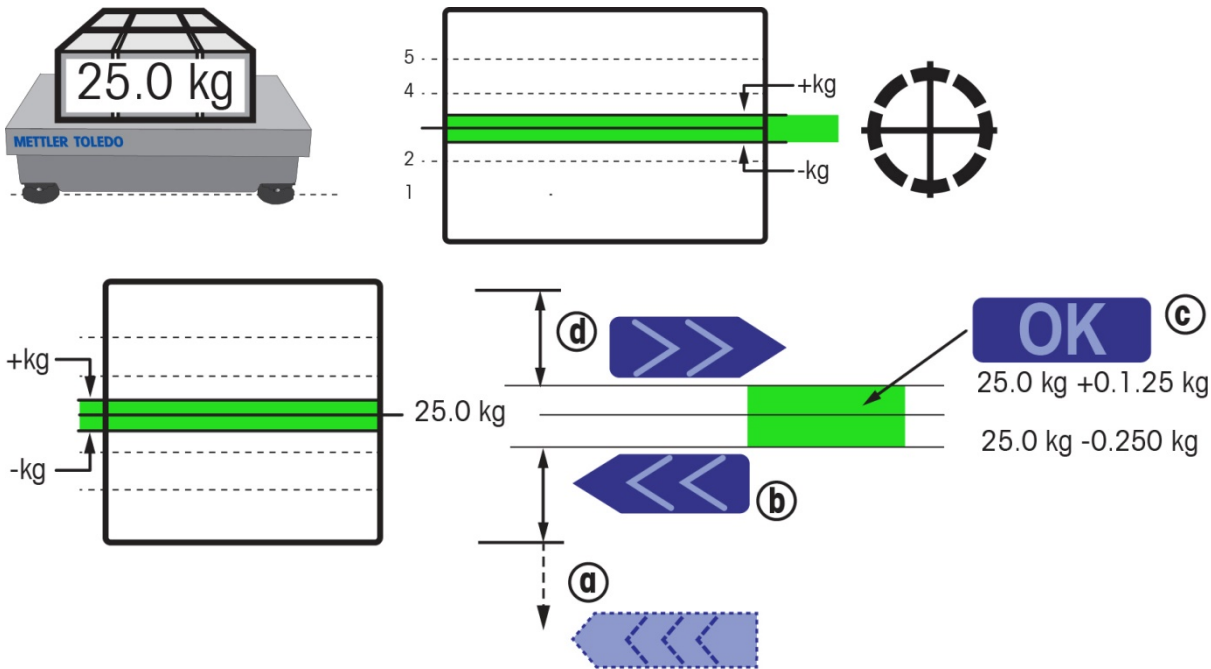 25.0 kg
METTLER TOLEDO
5
4
2
1
+kg
-kg
+kg
-kg
25.0 kg
d
OK
c
25.0 kg +0.1.25 kg
25.0 kg -0.250 kg
b
a